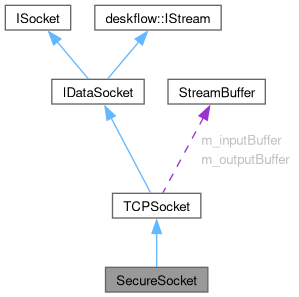 ISocket
deskflow::IStream
IDataSocket
StreamBuffer
m_inputBuffer
m_outputBuffer
TCPSocket
SecureSocket